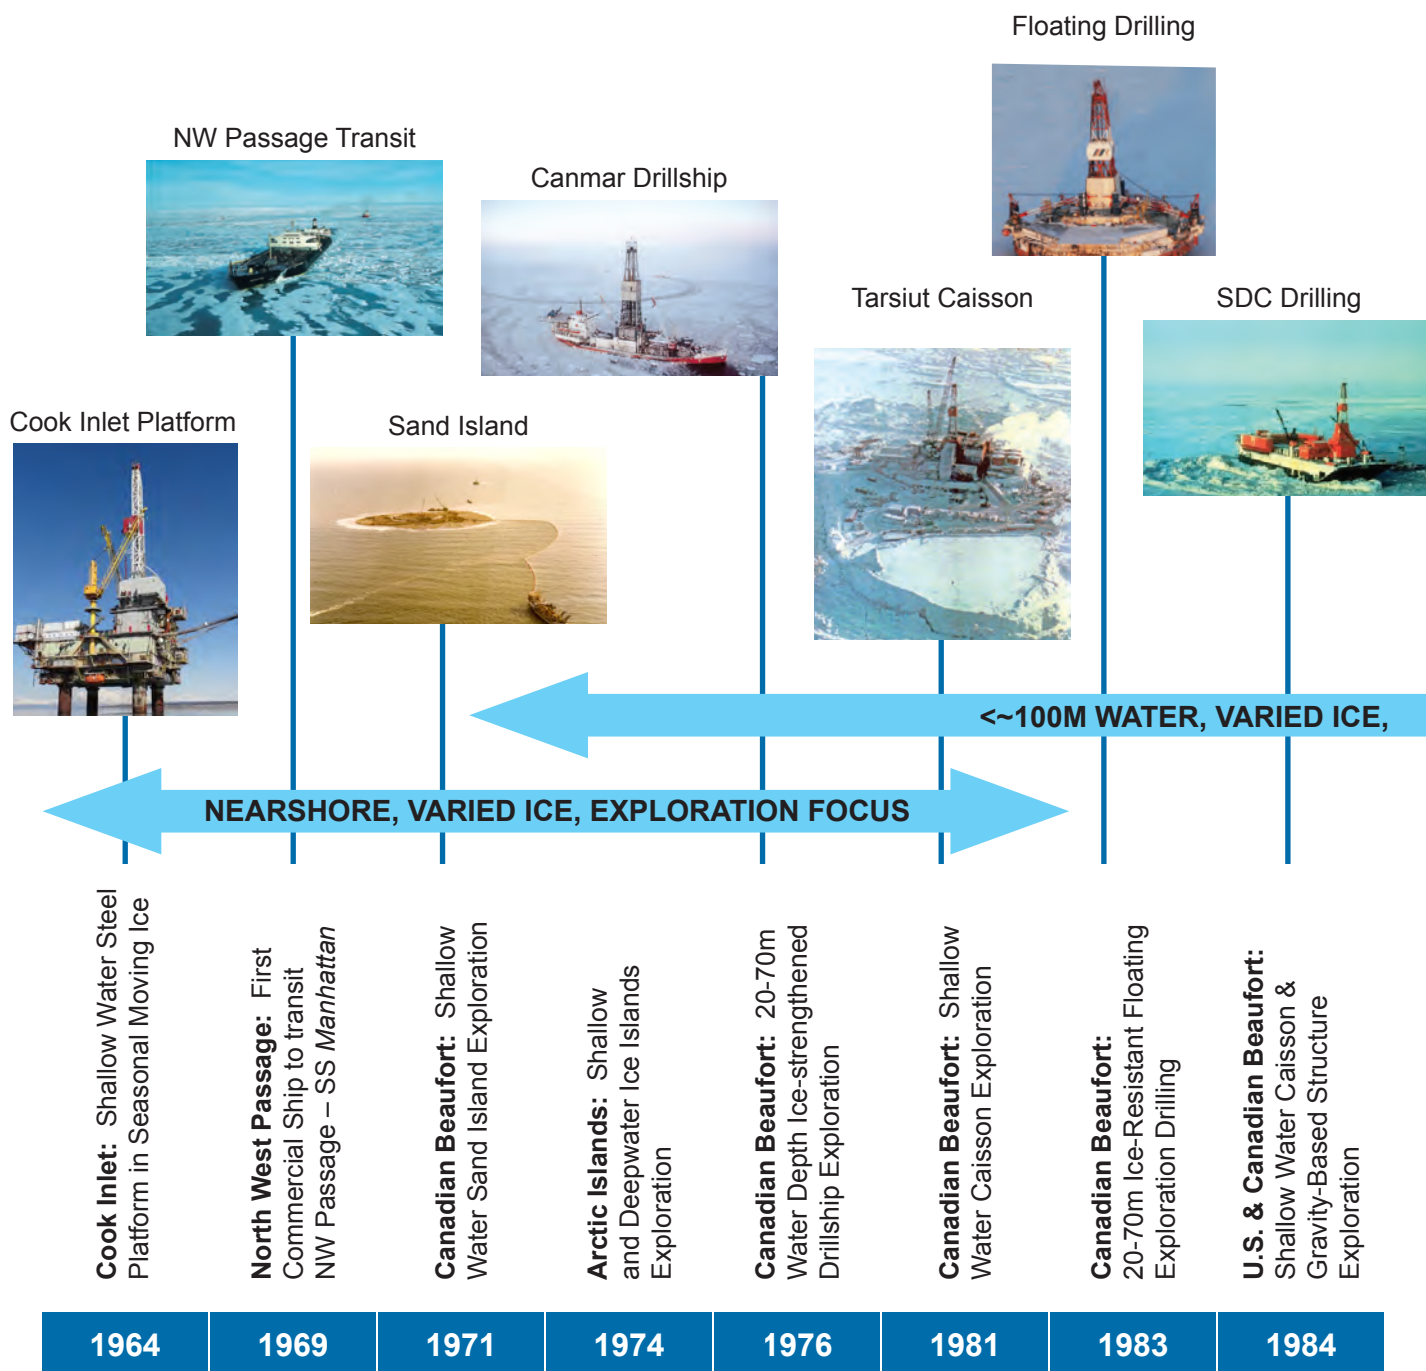 Floating Drilling
NW Passage Transit
Canmar Drillship
Tarsiut Caisson
SDC Drilling
Cook Inlet Platform
Sand Island
<~100M WATER, VARIED ICE,
NEARSHORE, VARIED ICE, EXPLORATION FOCUS
Cook Inlet: Shallow Water Steel
Platform in Seasonal Moving Ice
North West Passage: First
Commercial Ship to transit
NW Passage – SS Manhattan
Canadian Beaufort: Shallow
Water Sand Island Exploration
Arctic Islands: Shallow
and Deepwater Ice Islands
Exploration
Canadian Beaufort: 20-70m
Water Depth Ice-strengthened
Drillship Exploration
Canadian Beaufort: Shallow
Water Caisson Exploration
Canadian Beaufort:
20-70m Ice-Resistant Floating
Exploration Drilling
U.S. & Canadian Beaufort:
Shallow Water Caisson &
Gravity-Based Structure
Exploration
1964
1969
1971
1974
1976
1981
1983
1984